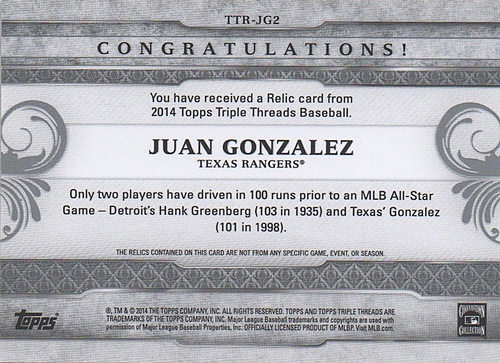 TTR-JG2
CONGRATULATIONS!
You have received a Relic card from
2014 Topps Triple Threads Baseball.
JUAN GONZALEZ
TEXAS RANGERS®
Only two players have driven in 100 runs prior to an MLB All-Star
Game – Detroit's Hank Greenberg (103 in 1935) and Texas' Gonzalez
(101 in 1998).
THE RELICS CONTAINED ON THIS CARD ARE NOT FROM ANY SPECIFIC GAME, EVENT, OR SEASON.
®, TM & © 2014 THE TOPPS COMPANY, INC. ALL RIGHTS RESERVED. TOPPS AND TOPPS TRIPLE THREADS ARE
TRADEMARKS OF THE TOPPS COMPANY, INC. Major League Baseball trademarks and copyrights are used with
permission of Major League Baseball Properties, Inc. OFFICIALLY LICENSED PRODUCT OF MLBP. Visit MLB.com.
topps
COOPERSTOWN
COLLECTION